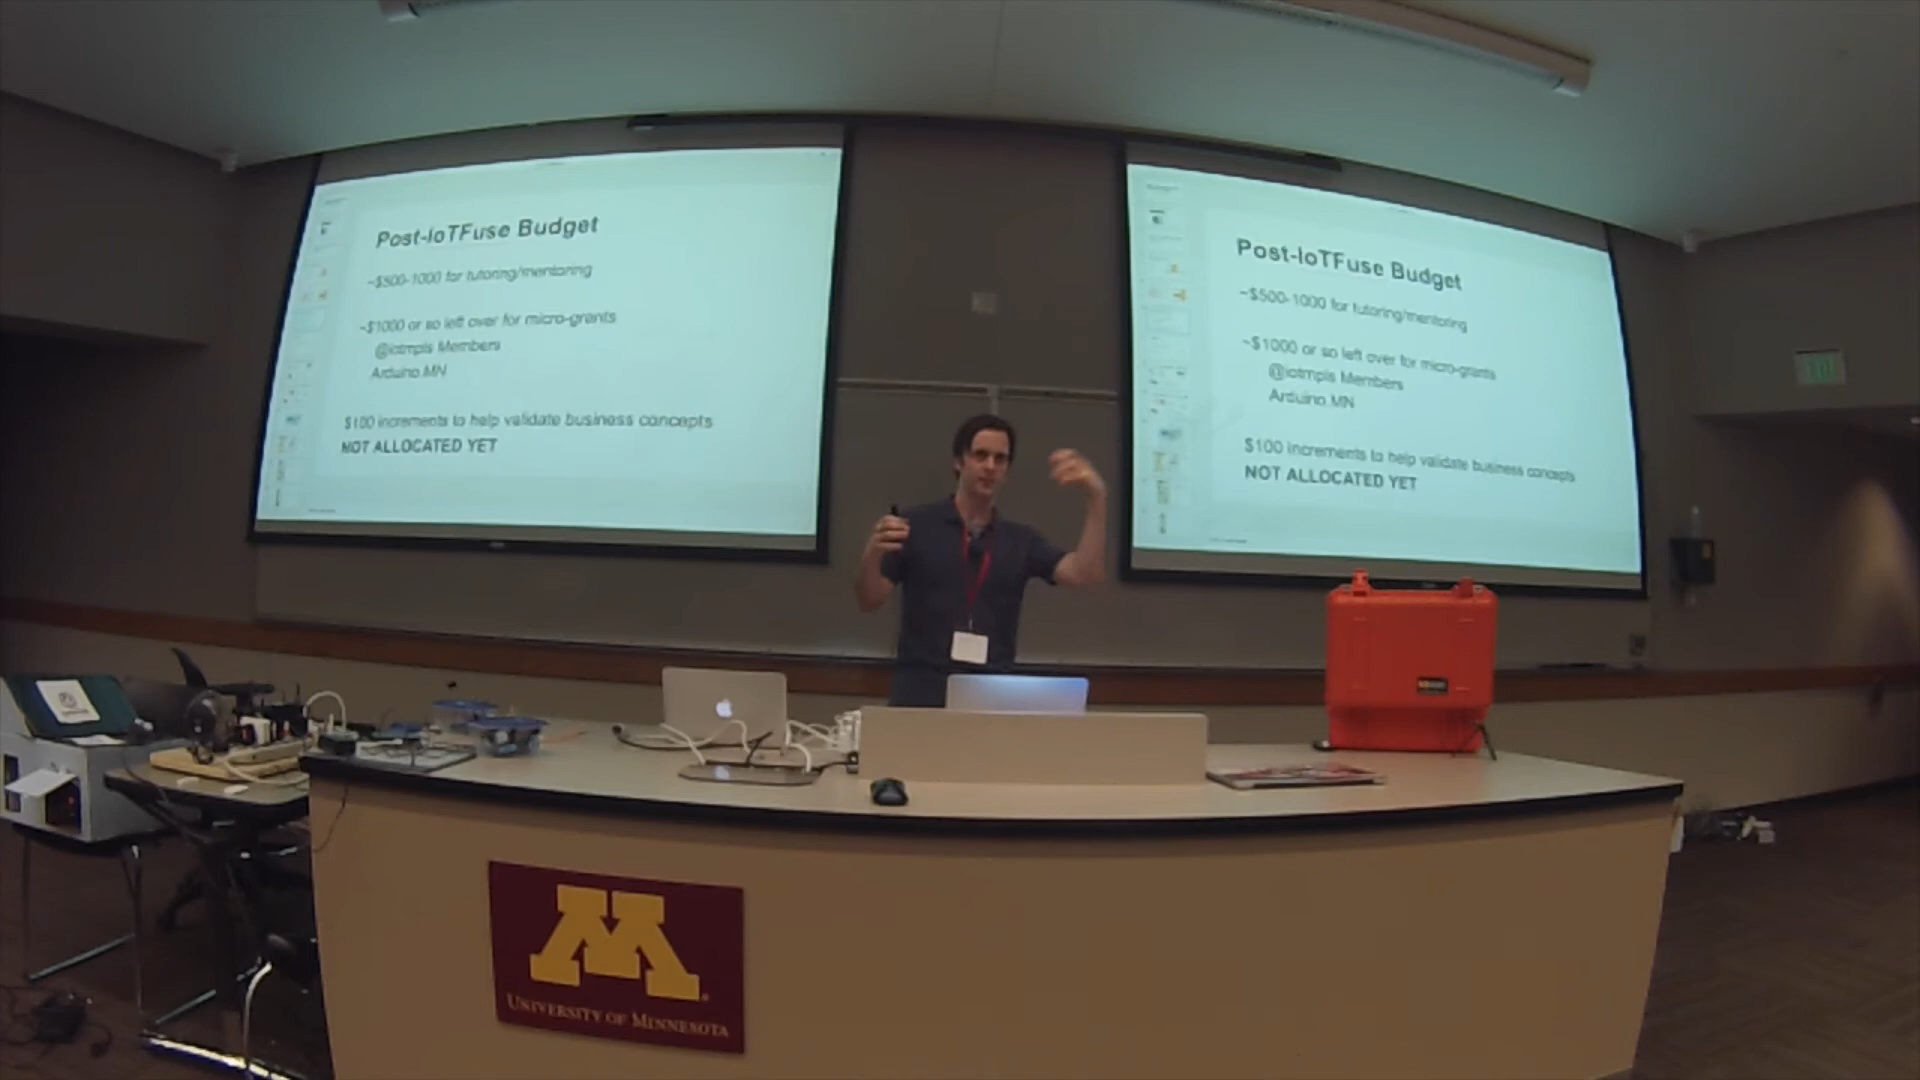 Post-IoTFuse Budget
~$500-1000 for tutoring/mentoring
~$1000 or so left over for micro-grants
@iotmpls Members
Arduino.MN
$100 increments to help validate business concepts
NOT ALLOCATED YET
Post-IoTFuse Budget
~$500-1000 for tutoring/mentoring
~$1000 or so left over for micro-grants
@iotmpls Members
Arduino.MN
$100 increments to help validate business concepts
NOT ALLOCATED YET
M
UNIVERSITY OF MINNESOTA